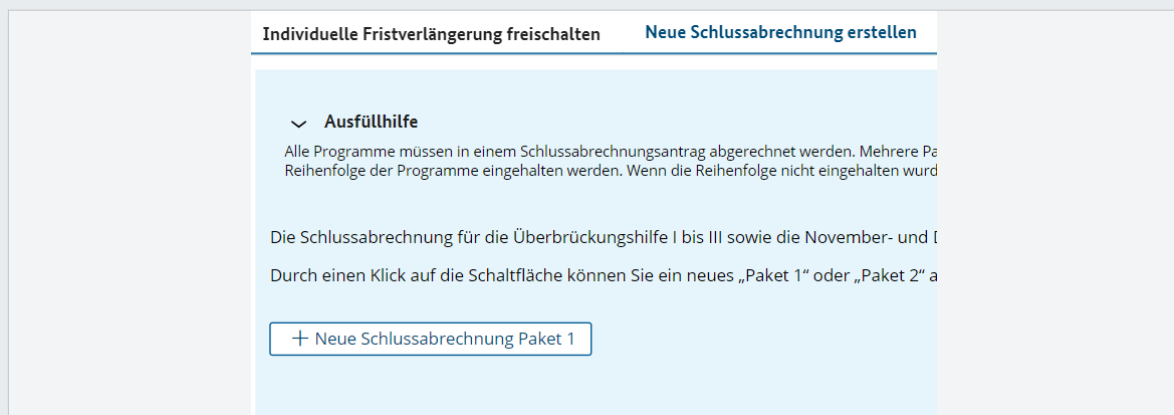 Individuelle Fristverlängerung freischalten Neue Schlussabrechnung erstellen
Ausfüllhilfe
Alle Programme müssen in einem Schlussabrechnungsantrag abgerechnet werden. Mehrere Pa
Reihenfolge der Programme eingehalten werden. Wenn die Reihenfolge nicht eingehalten wurd
Die Schlussabrechnung für die Überbrückungshilfe I bis III sowie die November- und D
Durch einen Klick auf die Schaltfläche können Sie ein neues „Paket 1“ oder „Paket 2“ a
+ Neue Schlussabrechnung Paket 1